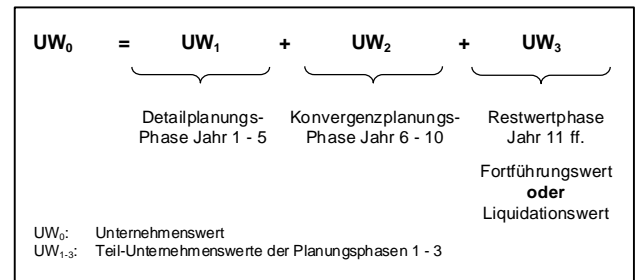 UW₀ = UW₁ + UW₂ + UW₃
Detailplanungs- Konvergenzplanungs- Restwertphase
Phase Jahr 1 - 5 Phase Jahr 6 - 10 Jahr 11 ff.
Fortführungswert
oder
Liquidationswert
UW₀: Unternehmenswert
UW₁₋₃: Teil-Unternehmenswerte der Planungsphasen 1 - 3